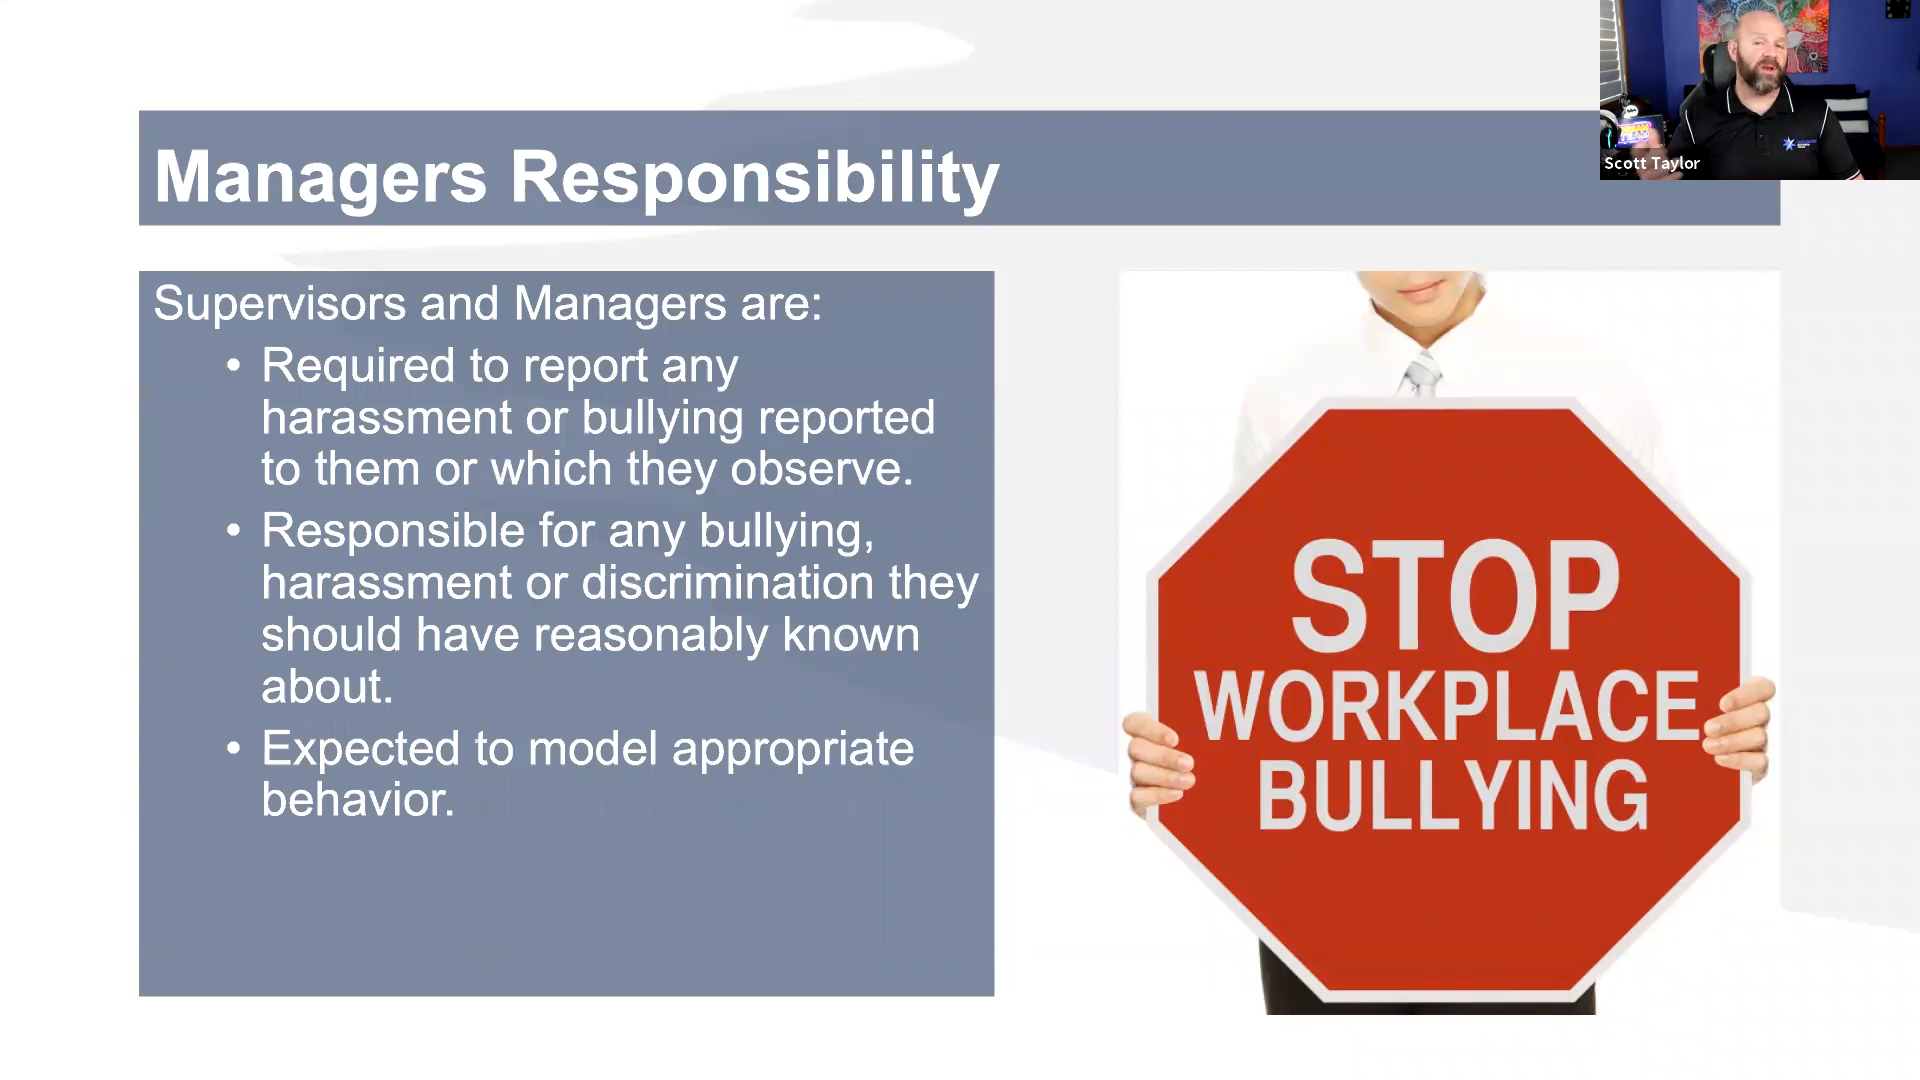 Managers Responsibility
Scott Taylor
Supervisors and Managers are:
• Required to report any
harassment or bullying reported
to them or which they observe.
• Responsible for any bullying,
harassment or discrimination they
should have reasonably known
about.
• Expected to model appropriate
behavior.
STOP
WORKPLACE
BULLYING